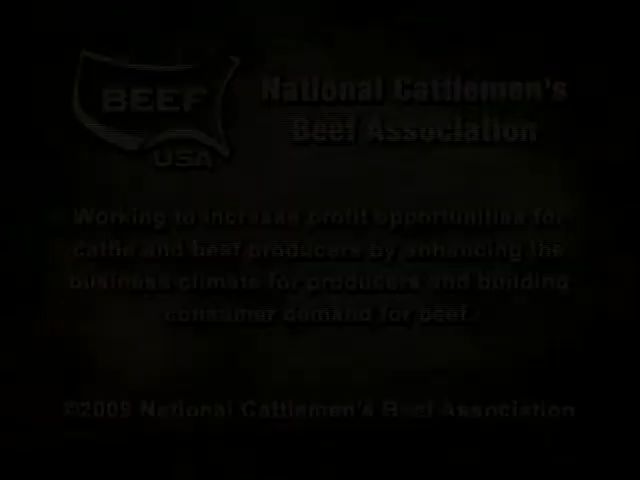 BEEF
USA
National Cattlemen's
Beef Association
Working to increase profit opportunities for
cattle and beef producers by enhancing the
business climate for producers and building
consumer demand for beef.
©2009 National Cattlemen's Beef Association